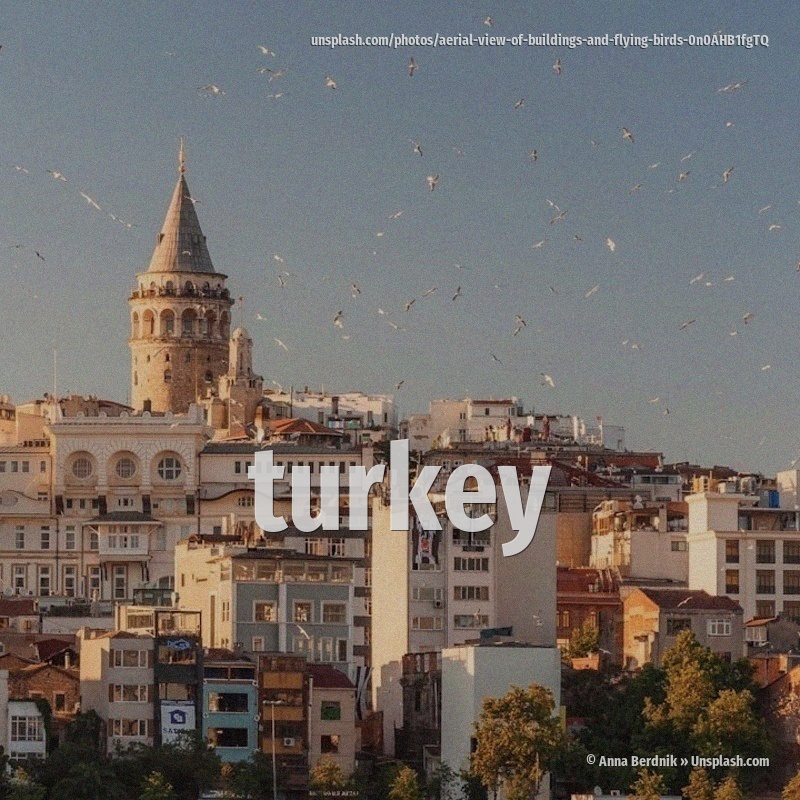 unsplash.com/photos/aerial-view-of-buildings-and-flying-birds-0n0AHB1fgTQ
turkey
© Anna Berdnik » Unsplash.com